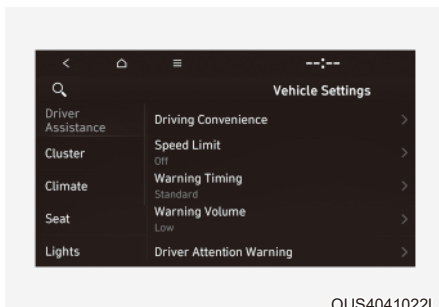 --:--
Vehicle Settings
Driver
Assistance
Cluster
Climate
Seat
Lights
Driving Convenience
Speed Limit
Off
Warning Timing
Standard
Warning Volume
Low
Driver Attention Warning
OUS4041022L